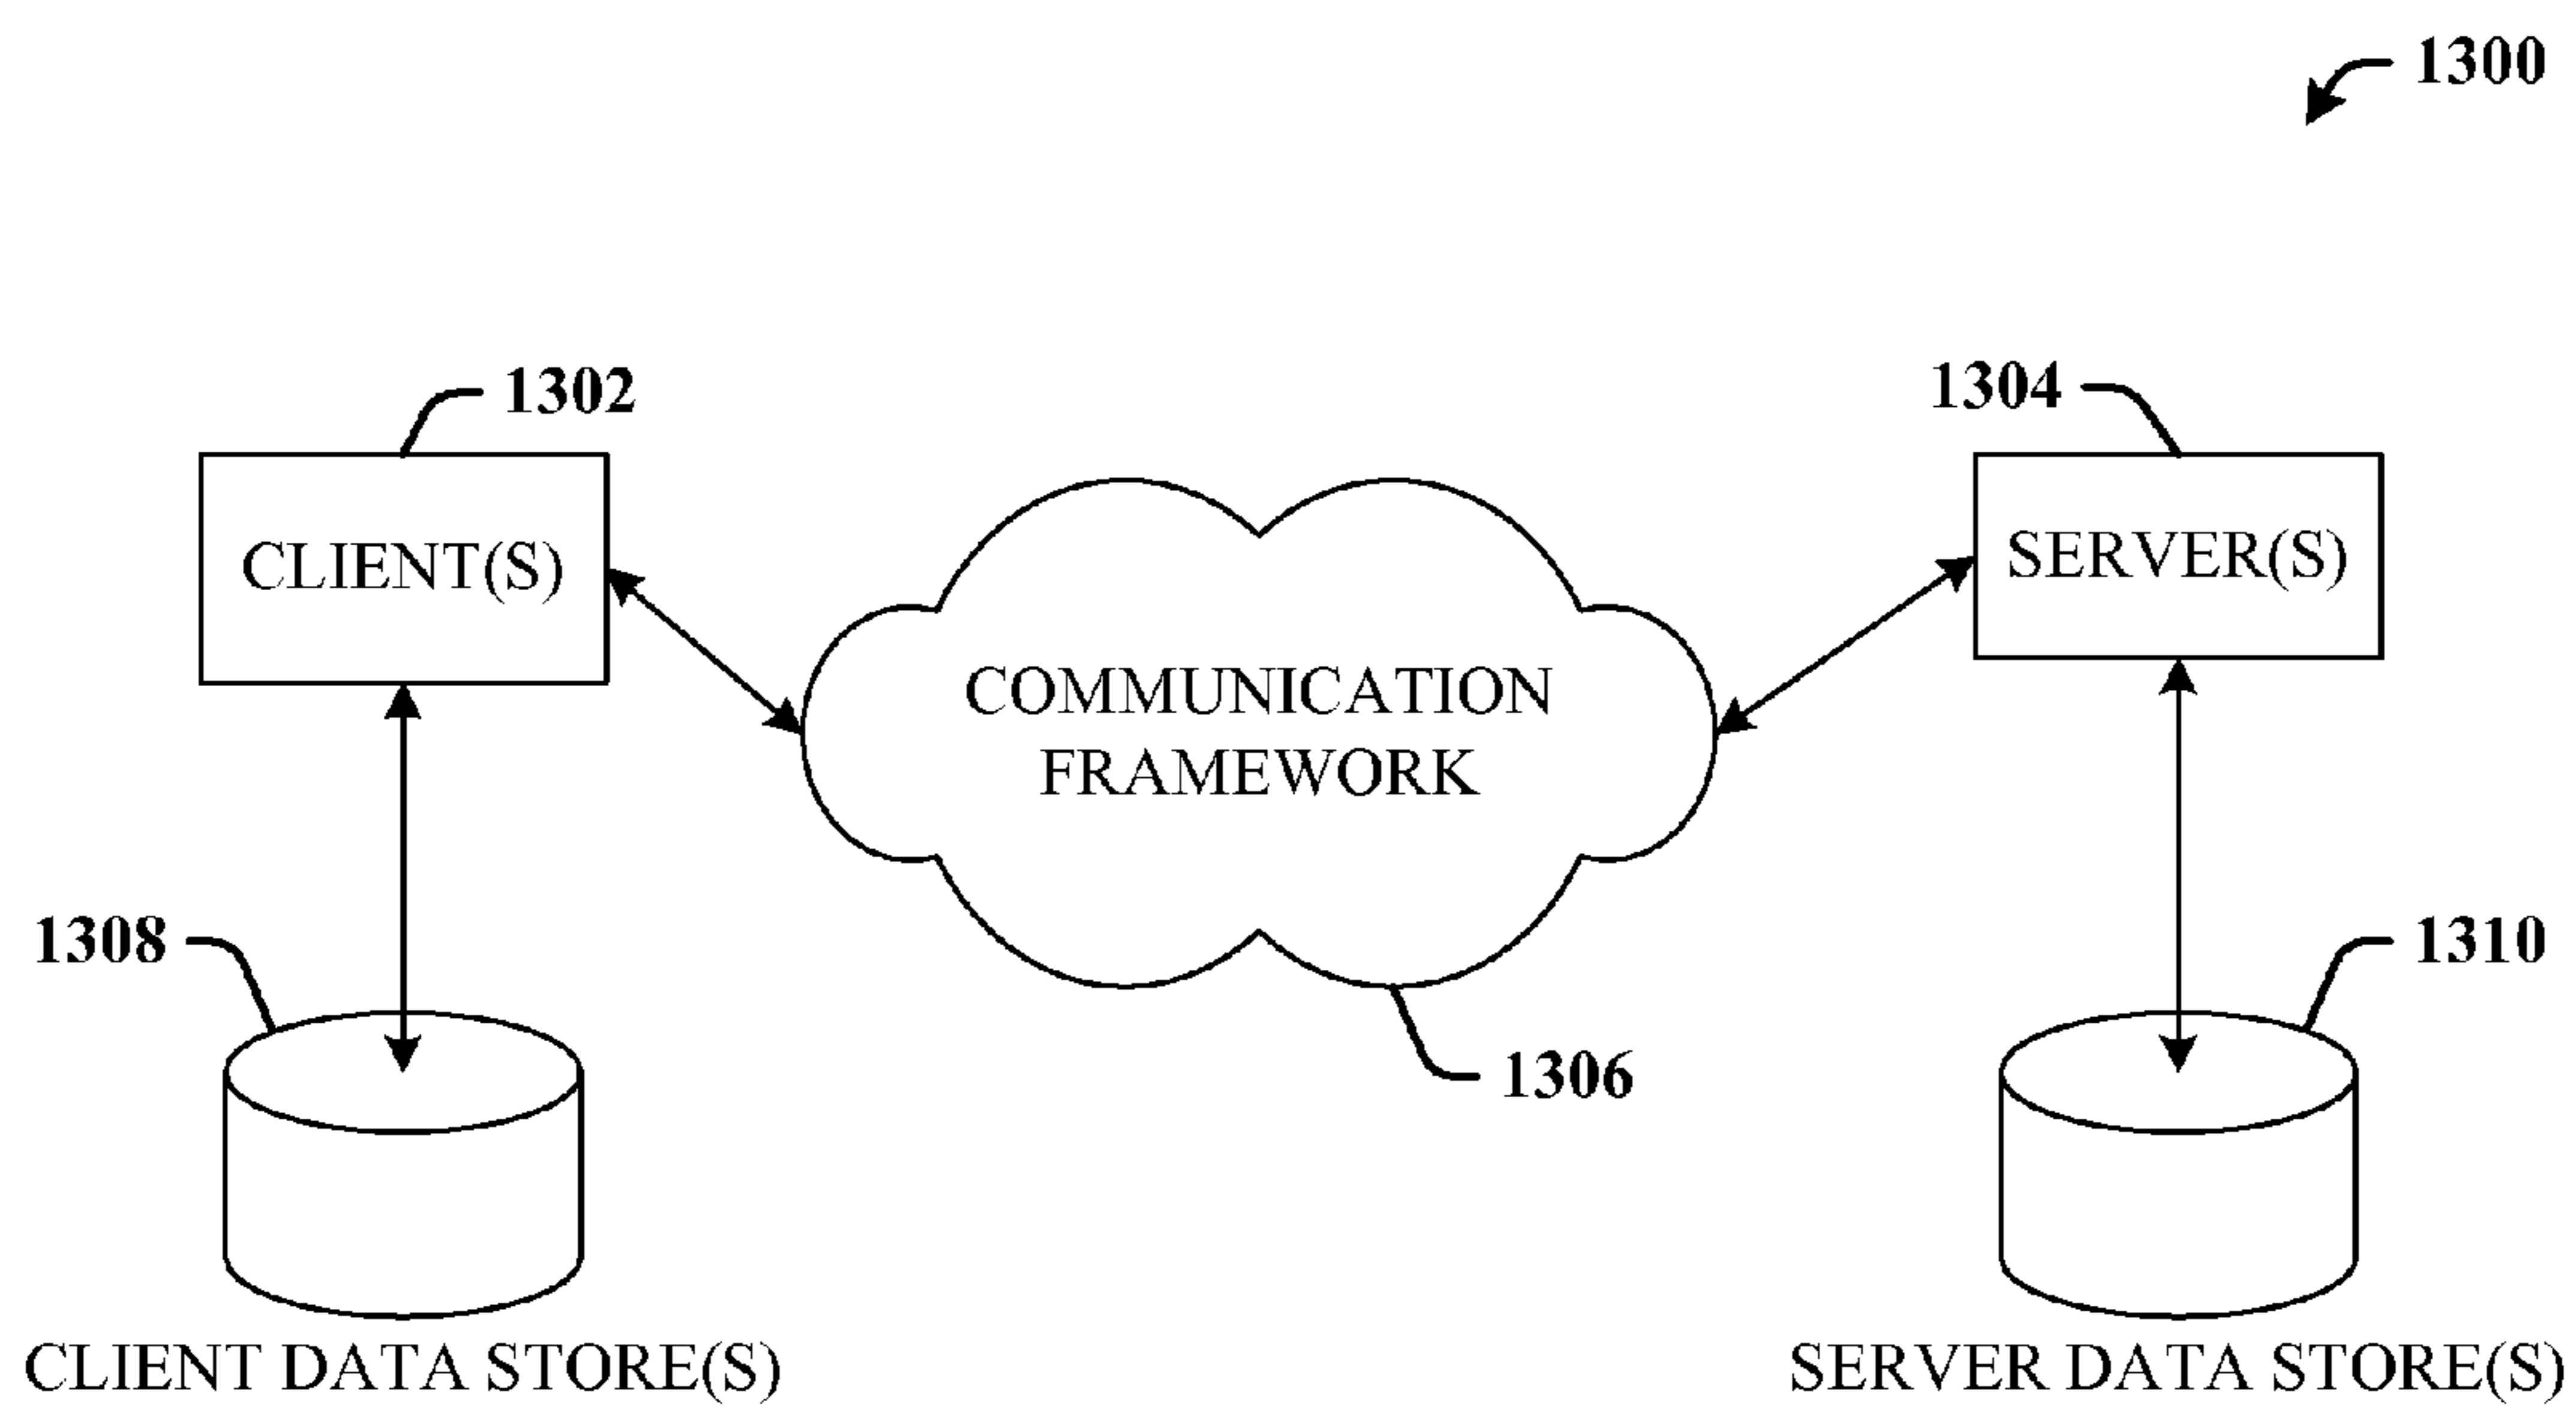 1300
1302
1304
CLIENT(S)
SERVER(S)
COMMUNICATION
FRAMEWORK
1308
1310
1306
CLIENT DATA STORE(S)
SERVER DATA STORE(S)